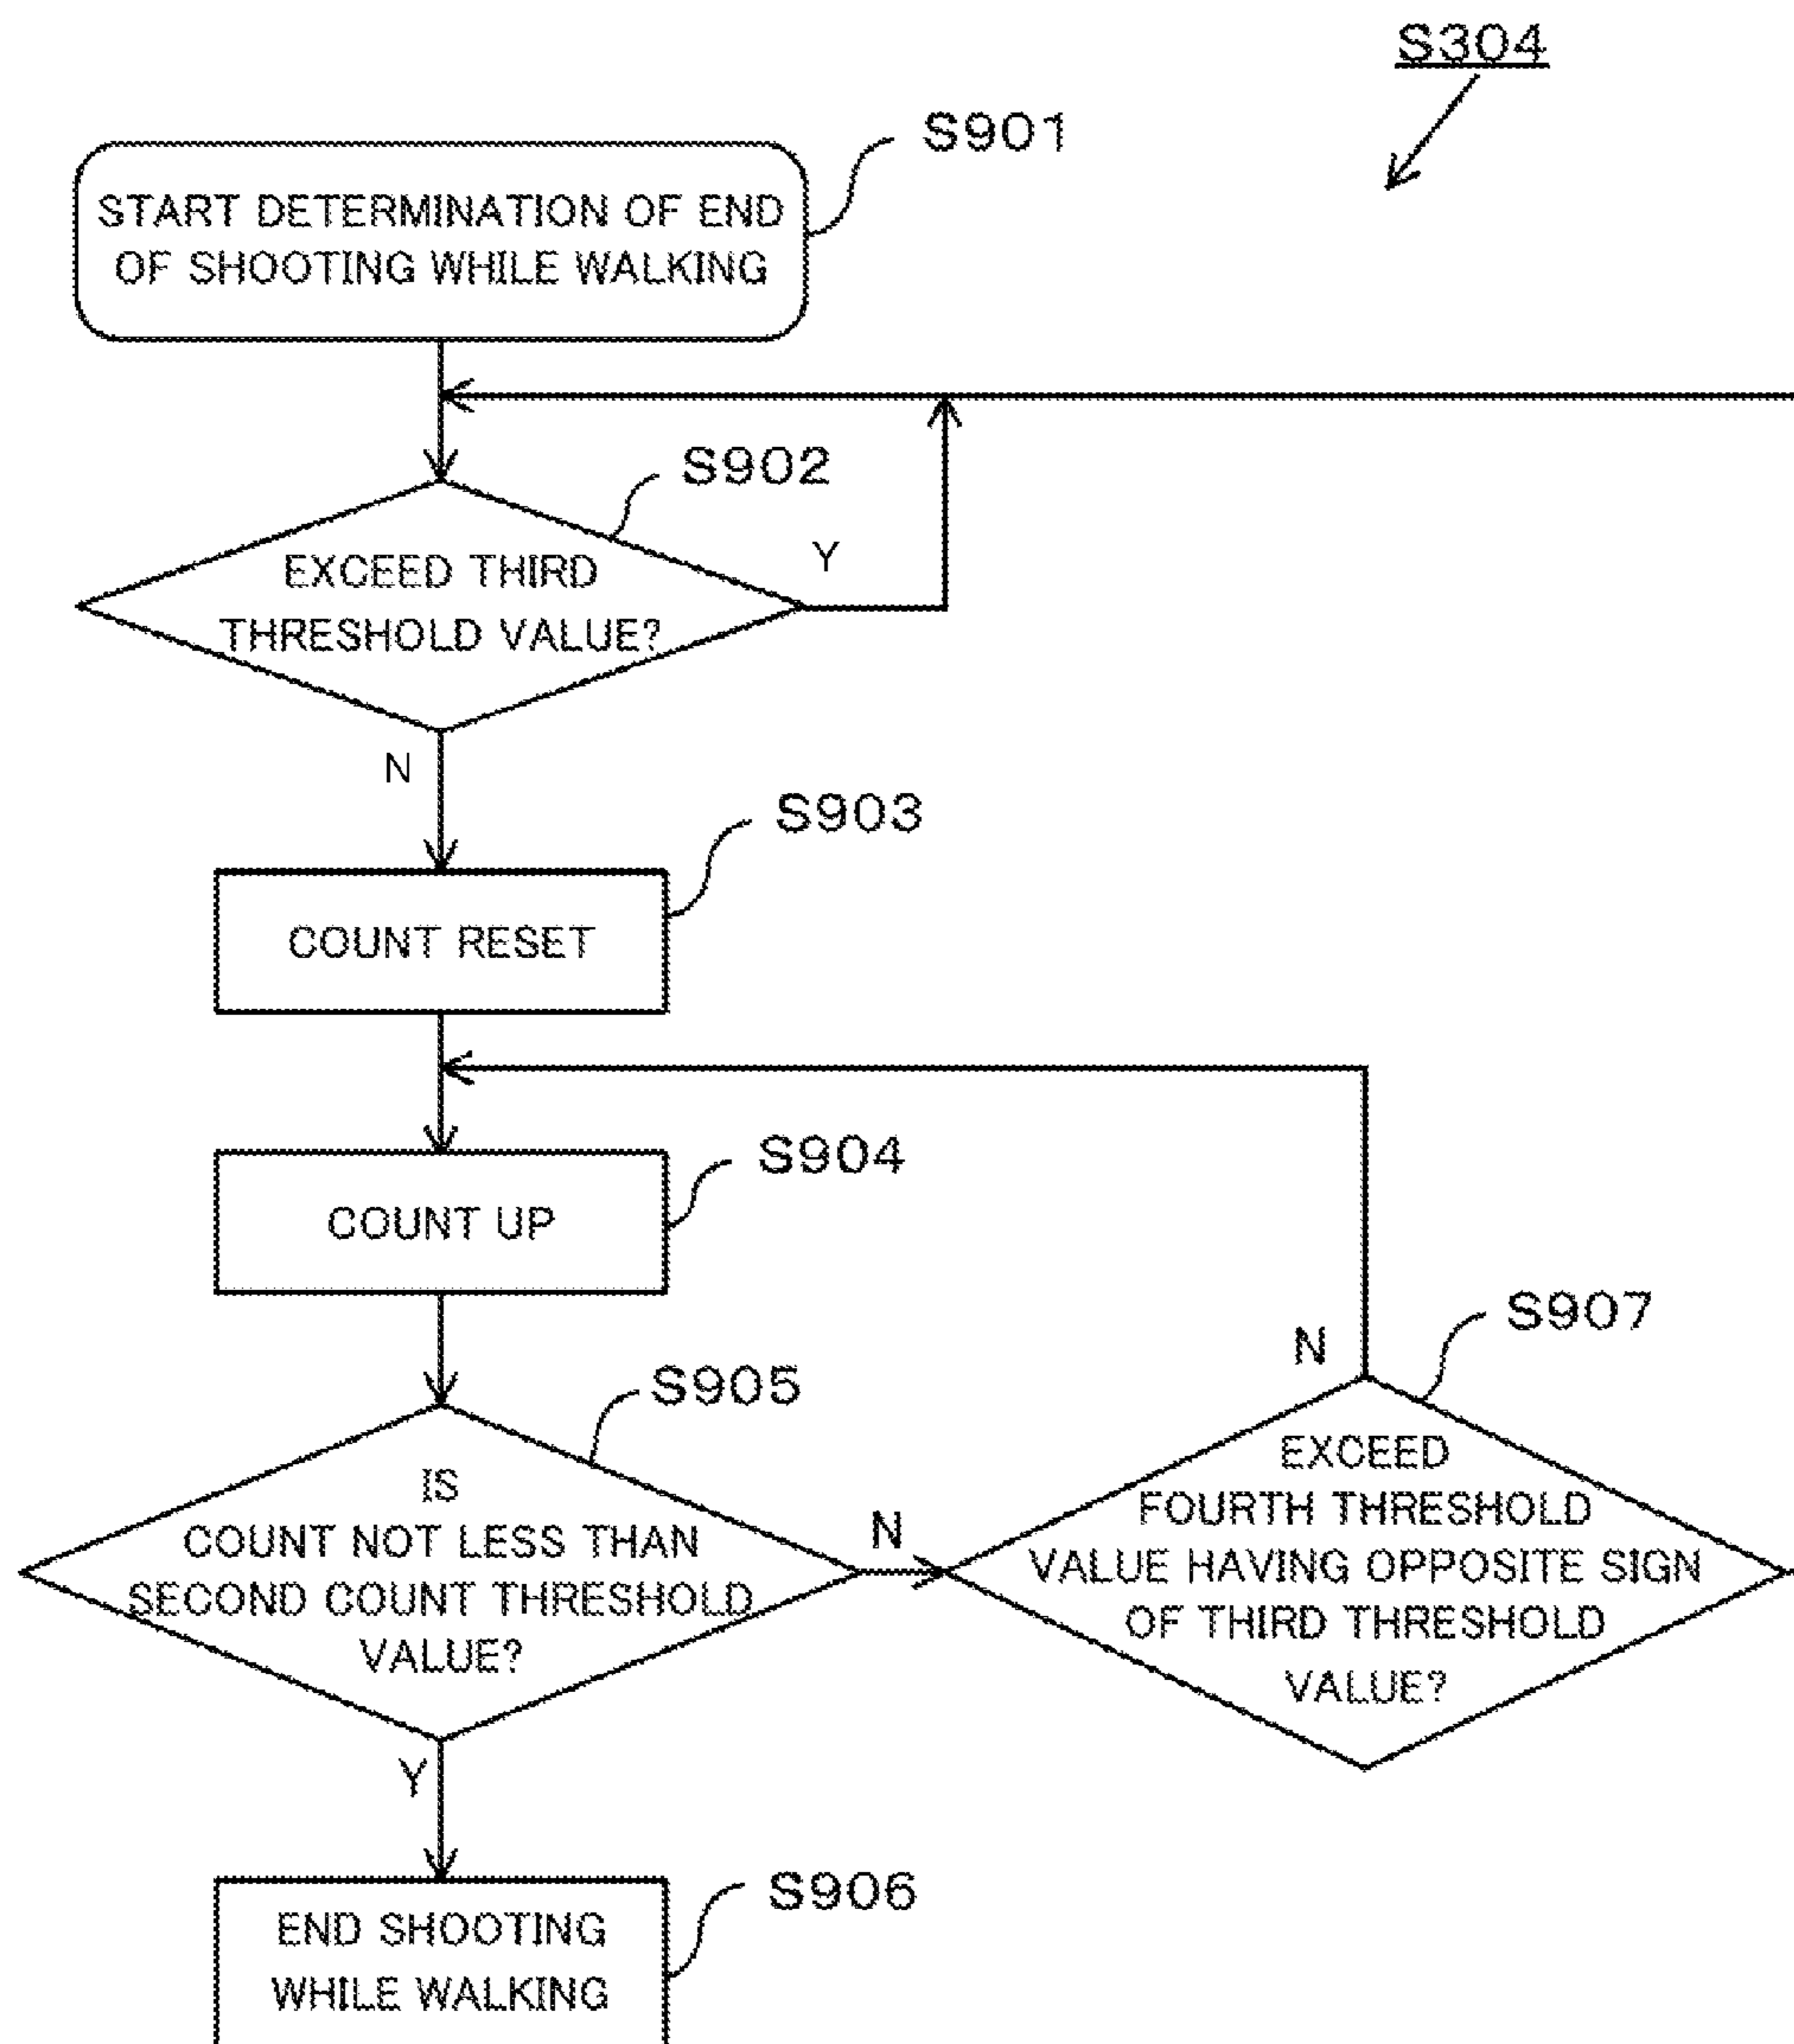 S304
S901
START DETERMINATION OF END
OF SHOOTING WHILE WALKING
S902
EXCEED THIRD
THRESHOLD VALUE?
Y
N
S903
COUNT RESET
S904
COUNT UP
S905
IS
COUNT NOT LESS THAN
SECOND COUNT THRESHOLD
VALUE?
N
Y
S907
N
EXCEED
FOURTH THRESHOLD
VALUE HAVING OPPOSITE SIGN
OF THIRD THRESHOLD
VALUE?
S906
END SHOOTING
WHILE WALKING